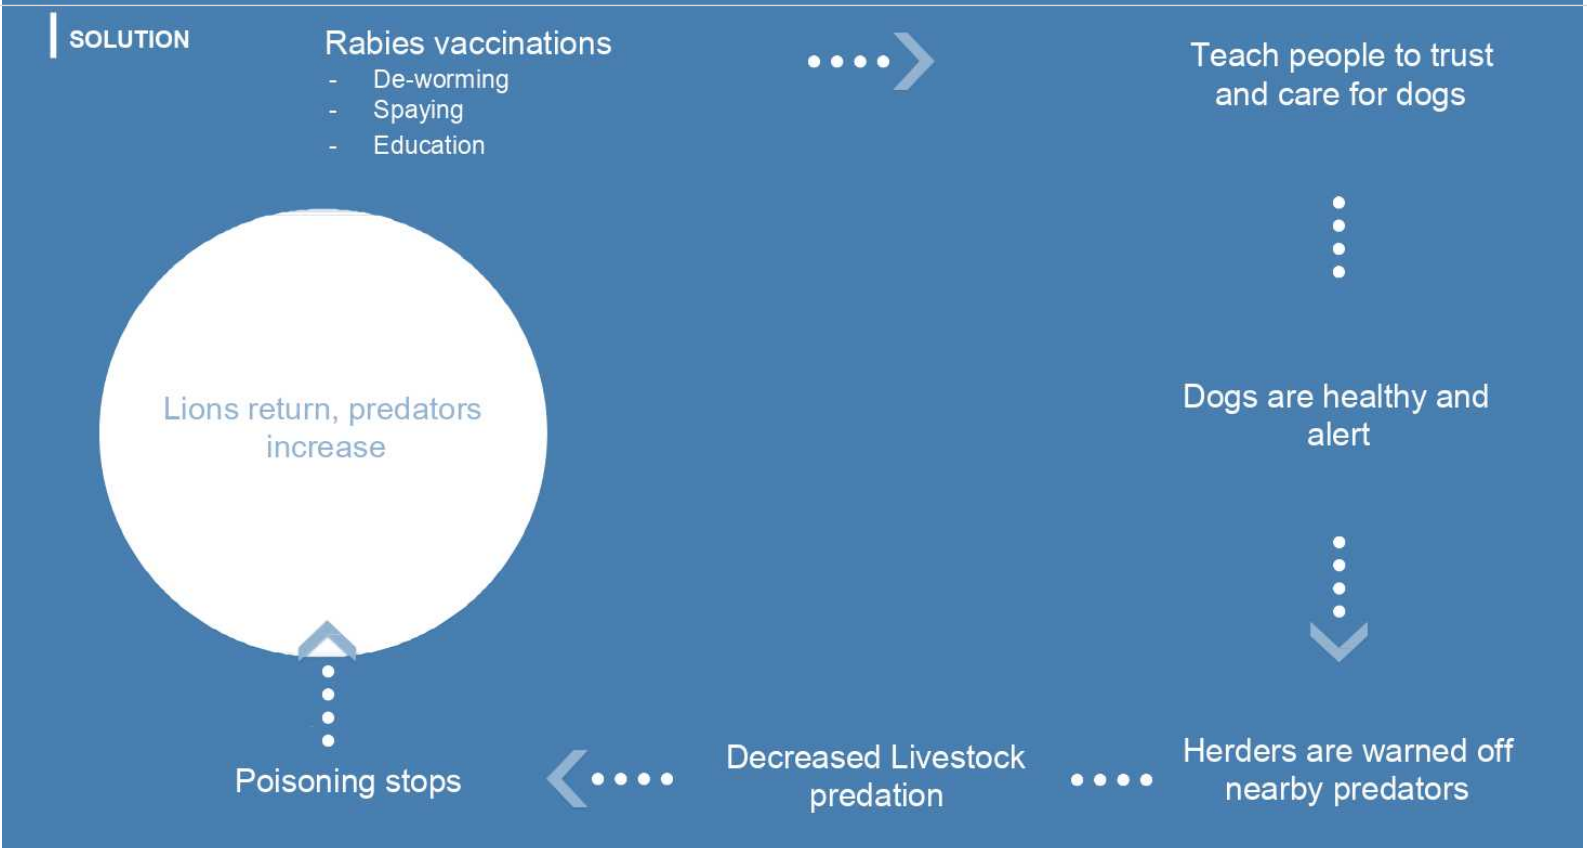 SOLUTION
Rabies vaccinations
- De-worming
- Spaying
- Education
Teach people to trust
and care for dogs
Dogs are healthy and
alert
Herders are warned off
nearby predators
Decreased Livestock
predation
Poisoning stops
Lions return, predators
increase